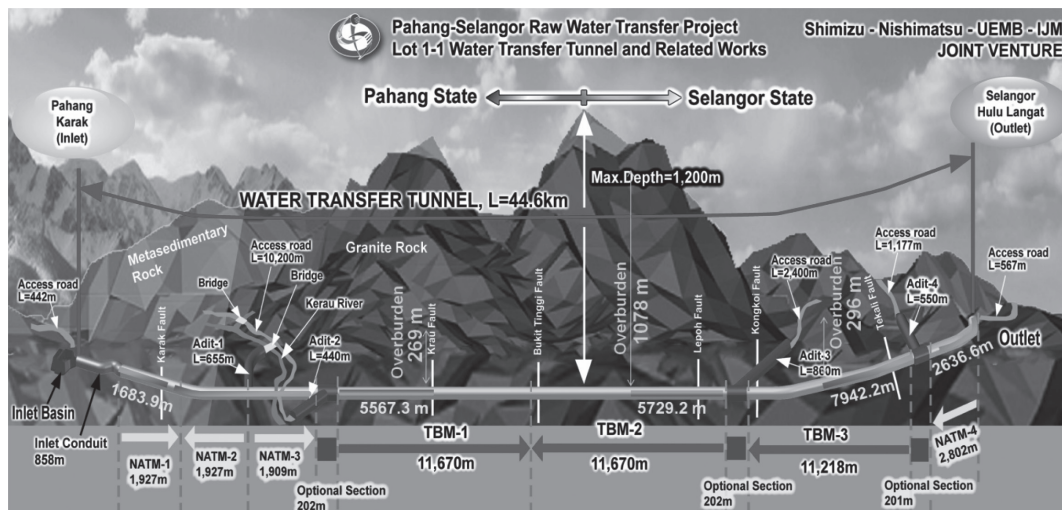 Pahang-Selangor Raw Water Transfer Project
Lot 1-1 Water Transfer Tunnel and Related Works
Shimizu - Nishimatsu - UEMB - IJM
JOINT VENTURE
Pahang State
Selangor State
Pahang
Karak
(Inlet)
Selangor
Hulu Langat
(Outlet)
Max.Depth=1,200m
WATER TRANSFER TUNNEL, L=44.6km
Metasedimentary
Rock
Granite Rock
Access road
L=442m
Access road
L=10,200m
Bridge
Bridge
Kerau River
Karak Fault
Adit-1
L=655m
Adit-2
L=440m
Overburden
269 m
Krau Fault
Bukit Tinggi Fault
Overburden
1078 m
Lepoh Fault
Kongkoi Fault
Access road
L=2,400m
Adit-3
L=860m
Overburden
296 m
Tekali Fault
Access road
L=1,177m
Adit-4
L=550m
Access road
L=567m
Outlet
Inlet Basin
Inlet Conduit
858m
1683.9m
5567.3 m
5729.2 m
7942.2m
2636.6m
NATM-1
1,927m
NATM-2
1,927m
NATM-3
1,909m
Optional Section
202m
TBM-1
11,670m
TBM-2
11,670m
Optional Section
202m
TBM-3
11,218m
Optional Section
201m
NATM-4
2,802m